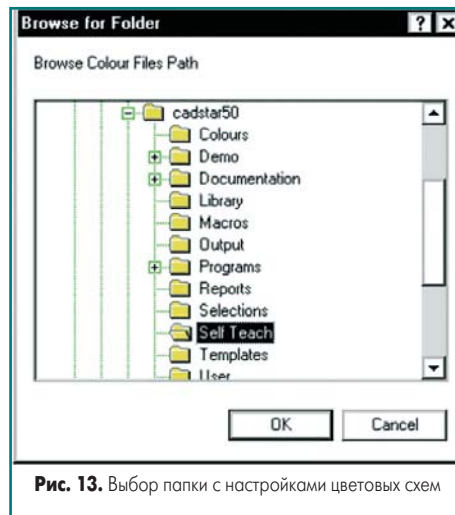 Browse for Folder
Browse Colour Files Path
cadstar50
Colours
Demo
Documentation
Library
Macros
Output
Programs
Reports
Selections
Self Teach
Templates
User
OK Cancel
Рис. 13. Выбор папки с настройками цветовых схем